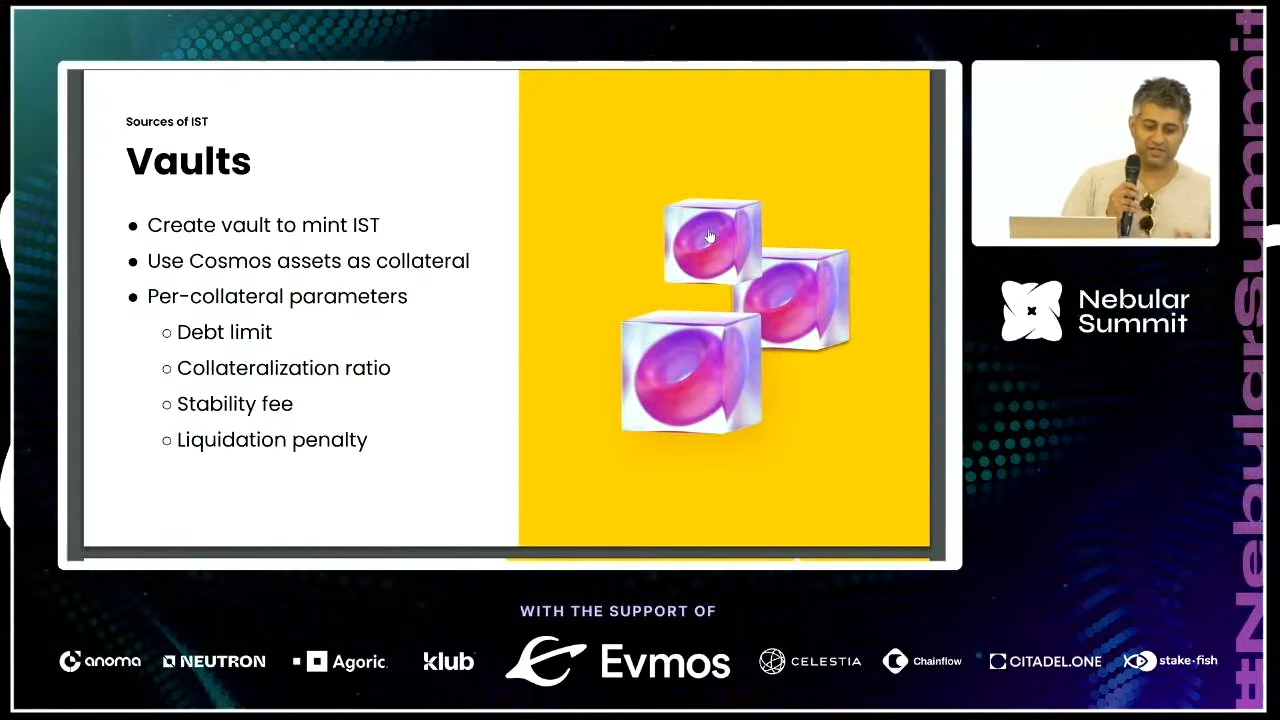 Sources of IST
Vaults
● Create vault to mint IST
● Use Cosmos assets as collateral
● Per-collateral parameters
○ Debt limit
○ Collateralization ratio
○ Stability fee
○ Liquidation penalty
Nebular
Summit
#NebularSummit
WITH THE SUPPORT OF
anoma
NEUTRON
Agoric
klub
Evmos
CELESTIA
Chainflow
CITADEL.ONE
stake·fish